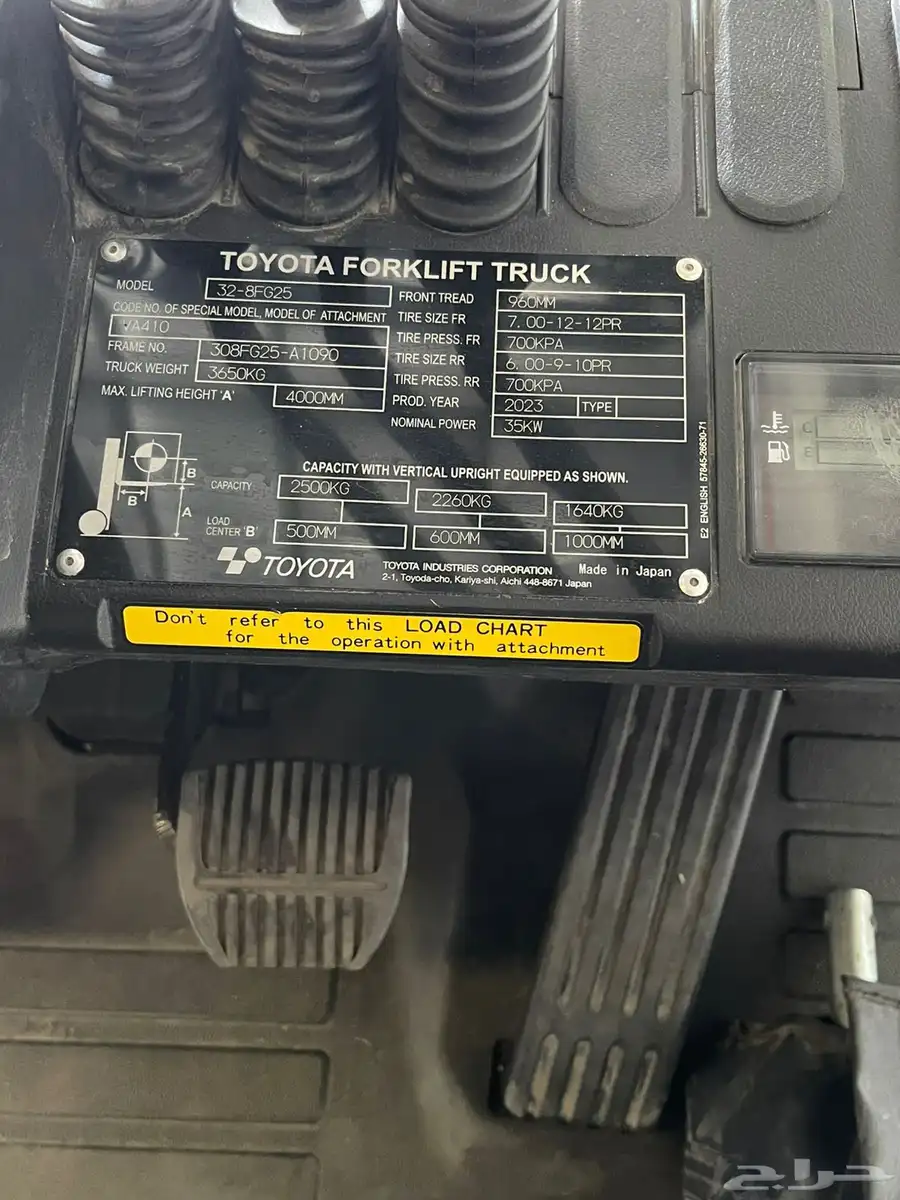 TOYOTA FORKLIFT TRUCK
MODEL 32-8FG25
CODE NO. OF SPECIAL MODEL, MODEL OF ATTACHMENT
VA410
FRAME NO. 308FG25-A1090
TRUCK WEIGHT 3650KG
MAX. LIFTING HEIGHT 'A' 4000MM
FRONT TREAD 960MM
TIRE SIZE FR 7.00-12-12PR
TIRE PRESS. FR 700KPA
TIRE SIZE RR 6.00-9-10PR
TIRE PRESS. RR 700KPA
PROD. YEAR 2023 TYPE
NOMINAL POWER 35KW
E2 ENGLISH 57845-26630-71
CAPACITY WITH VERTICAL UPRIGHT EQUIPPED AS SHOWN.
B
B
A
CAPACITY 2500KG 2260KG 1640KG
LOAD
CENTER 'B' 500MM 600MM 1000MM
TOYOTA
TOYOTA INDUSTRIES CORPORATION Made in Japan
2-1, Toyoda-cho, Kariya-shi, Aichi 448-8671 Japan
C
E
Don't refer to this LOAD CHART
for the operation with attachment
حراج